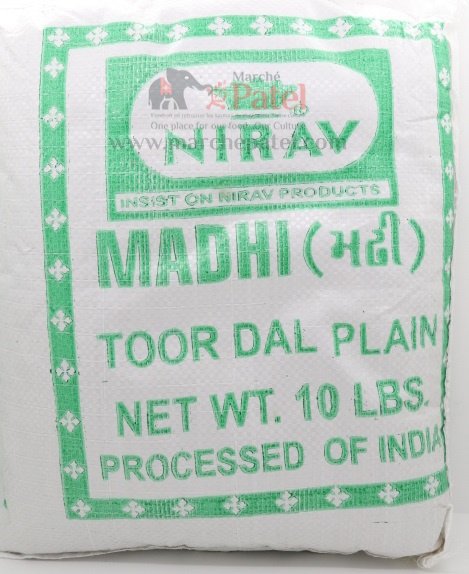 Marché
Patel
One place for our food, Our Culture
www.marchepatel.com
NIRAV
®
INSIST ON NIRAV PRODUCTS
MADHI (મઢી)
TOOR DAL PLAIN
NET WT. 10 LBS.
PROCESSED OF INDIA